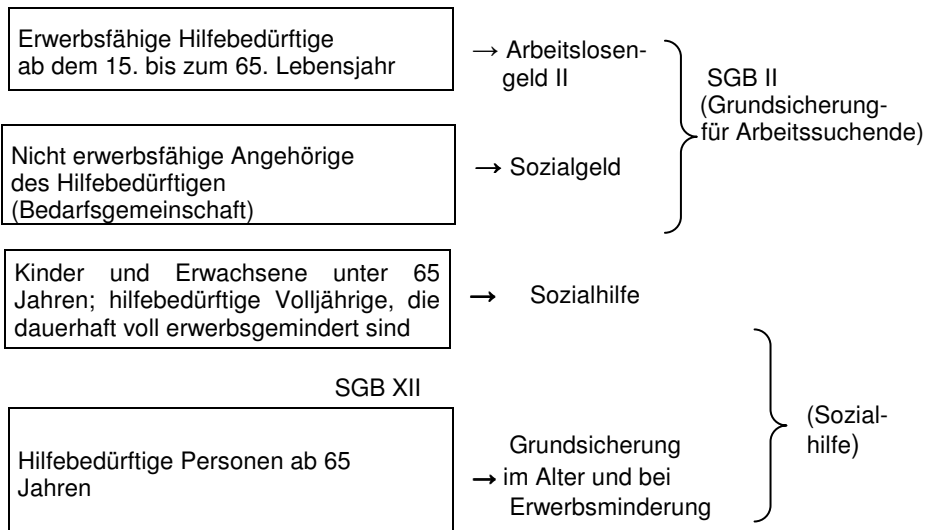 Erwerbsfähige Hilfebedürftige
ab dem 15. bis zum 65. Lebensjahr
→ Arbeitslosen-
geld II
SGB II
(Grundsicherung-
für Arbeitssuchende)
Nicht erwerbsfähige Angehörige
des Hilfebedürftigen
(Bedarfsgemeinschaft)
→ Sozialgeld
Kinder und Erwachsene unter 65
Jahren; hilfebedürftige Volljährige, die
dauerhaft voll erwerbsgemindert sind
→ Sozialhilfe
SGB XII
(Sozial-
hilfe)
Hilfebedürftige Personen ab 65
Jahren
Grundsicherung
→ im Alter und bei
Erwerbsminderung